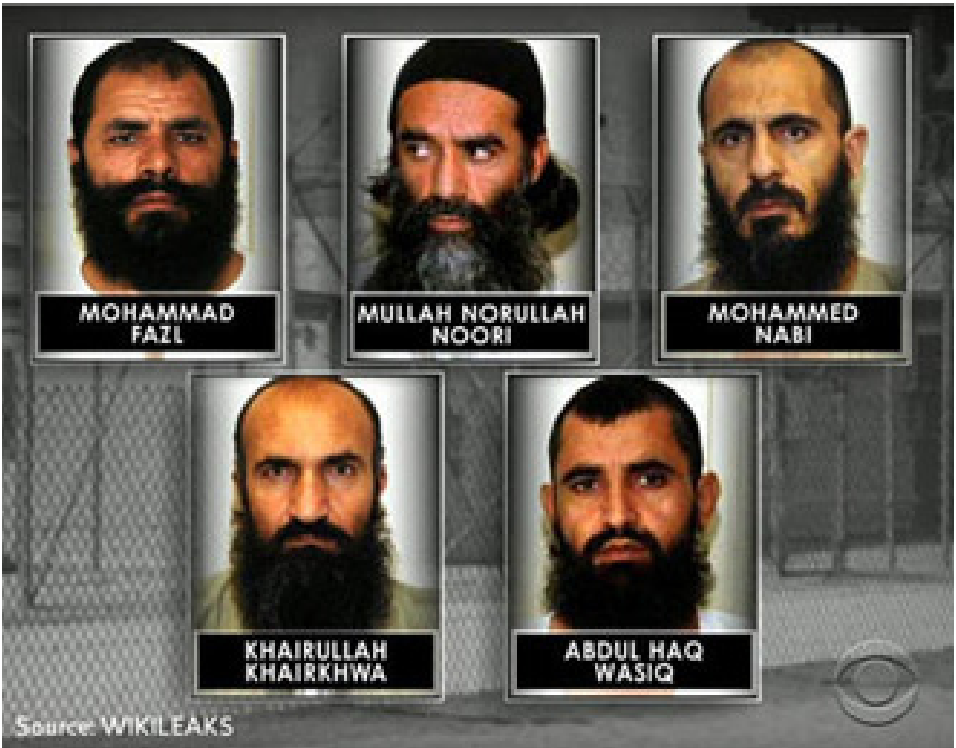 MOHAMMAD
FAZL
MULLAH NORULLAH
NOORI
MOHAMMED
NABI
KHAIRULLAH
KHAIRKHWA
ABDUL HAQ
WASIQ
Source: WIKILEAKS